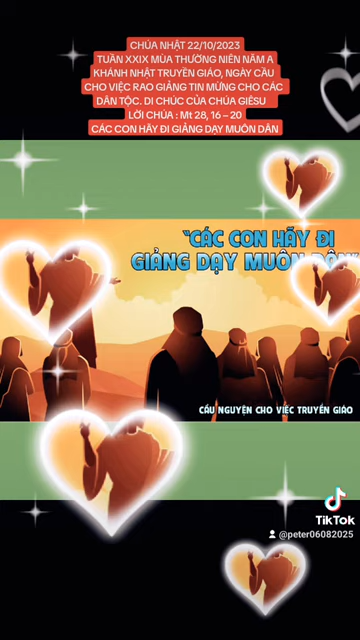 CHÚA NHẬT 22/10/2023
TUẦN XXIX MÙA THƯỜNG NIÊN NĂM A
KHÁNH NHẬT TRUYỀN GIÁO, NGÀY CẦU
CHO VIỆC RAO GIẢNG TIN MỪNG CHO CÁC
DÂN TỘC. DI CHÚC CỦA CHÚA GIÊSU
LỜI CHÚA : Mt 28, 16 – 20
CÁC CON HÃY ĐI GIẢNG DẠY MUÔN DÂN
"CÁC CON HÃY ĐI
GIẢNG DẠY MUÔN DÂN"
CẦU NGUYỆN CHO VIỆC TRUYỀN GIÁO
TikTok
@peter06082025